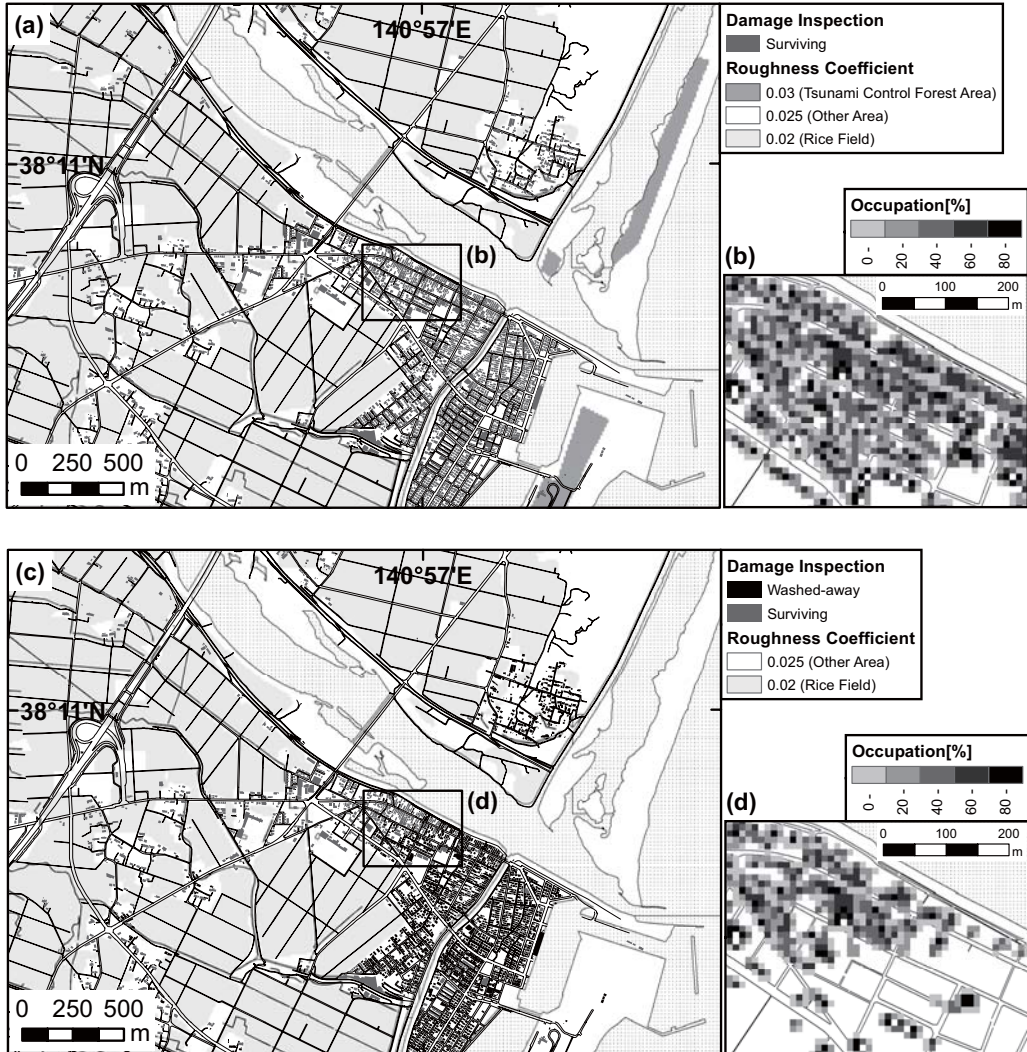 (a)
140°57'E
38°11'N
(b)
0 250 500
m
Damage Inspection
Surviving
Roughness Coefficient
0.03 (Tsunami Control Forest Area)
0.025 (Other Area)
0.02 (Rice Field)
Occupation[%]
0-
20-
40-
60-
80-
(b)
0 100 200
m
(c)
140°57'E
38°11'N
(d)
0 250 500
m
Damage Inspection
Washed-away
Surviving
Roughness Coefficient
0.025 (Other Area)
0.02 (Rice Field)
Occupation[%]
0-
20-
40-
60-
80-
(d)
0 100 200
m